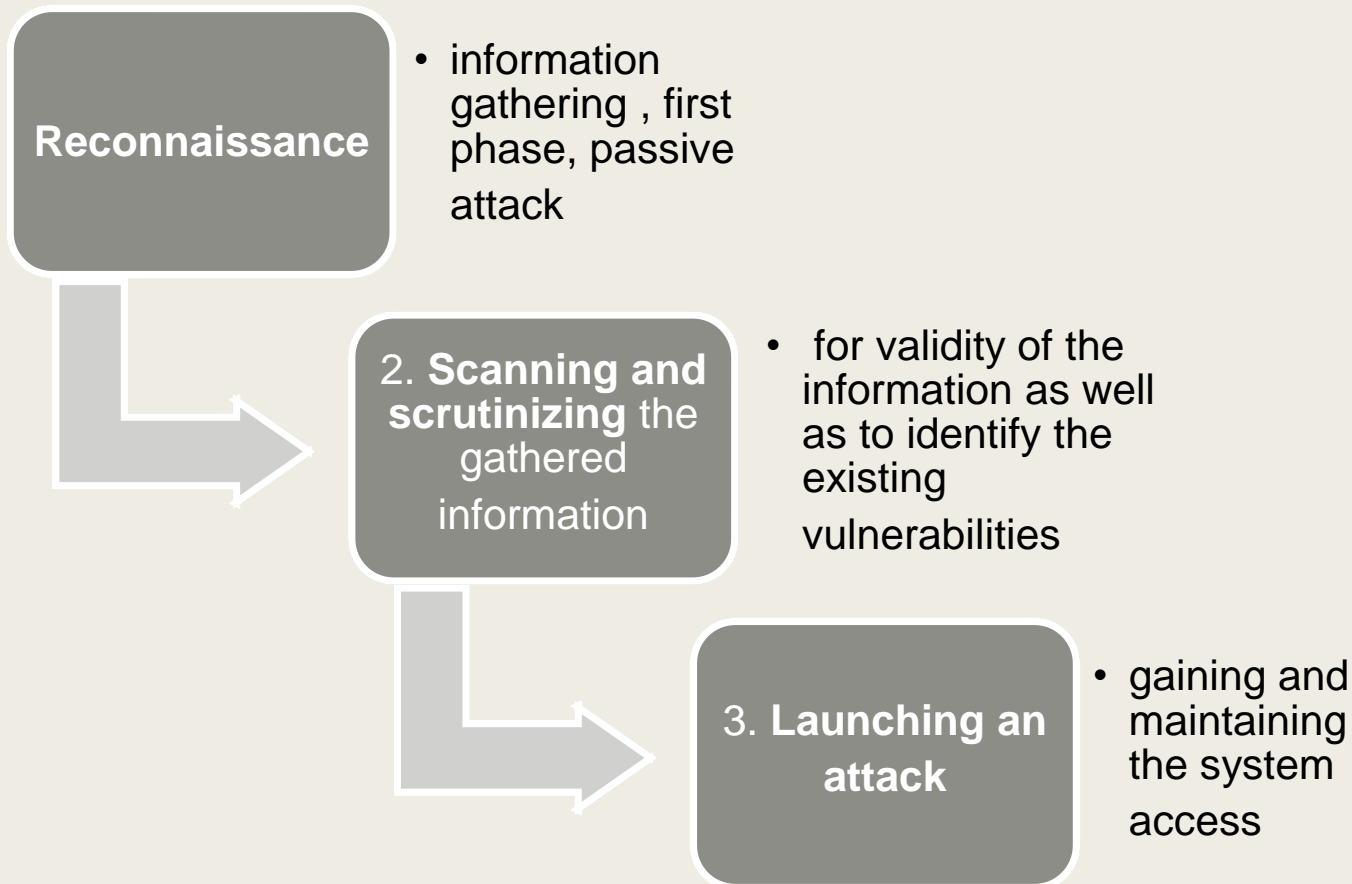 Reconnaissance
• information
gathering , first
phase, passive
attack
2. Scanning and
scrutinizing the
gathered
information
• for validity of the
information as well
as to identify the
existing
vulnerabilities
3. Launching an
attack
• gaining and
maintaining
the system
access